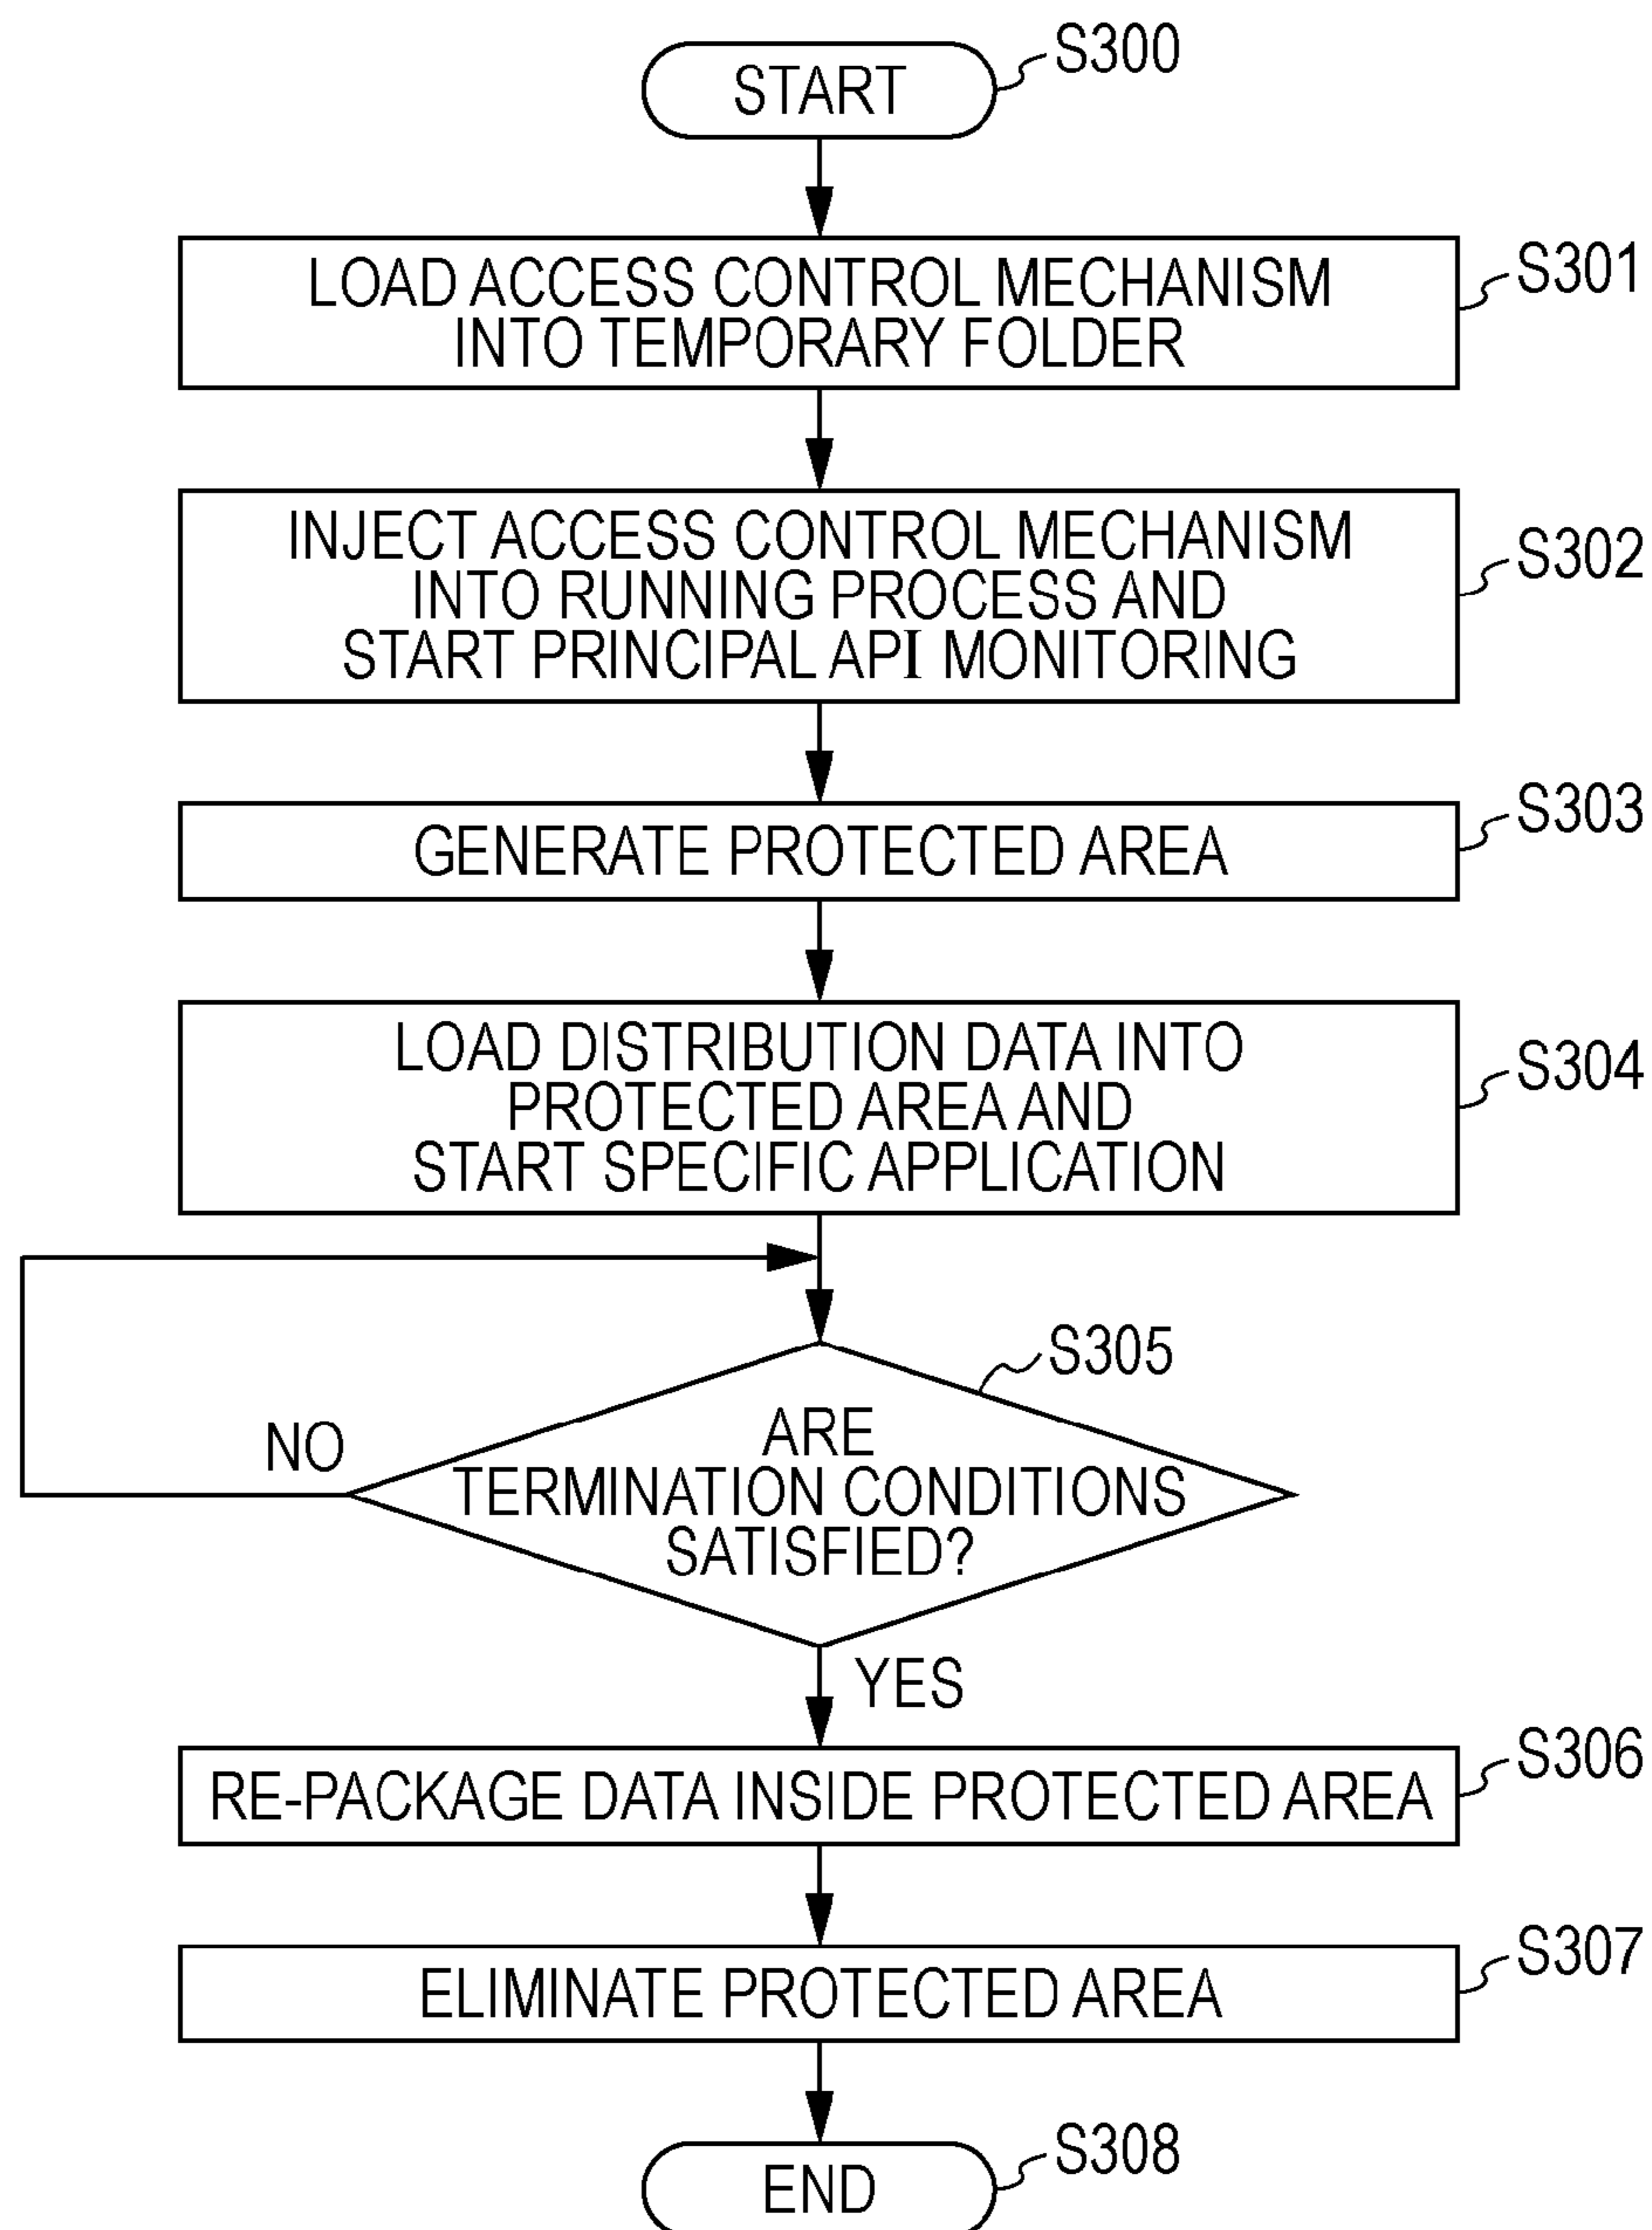 START
S300
LOAD ACCESS CONTROL MECHANISM
INTO TEMPORARY FOLDER
S301
INJECT ACCESS CONTROL MECHANISM
INTO RUNNING PROCESS AND
START PRINCIPAL API MONITORING
S302
GENERATE PROTECTED AREA
S303
LOAD DISTRIBUTION DATA INTO
PROTECTED AREA AND
START SPECIFIC APPLICATION
S304
S305
ARE
TERMINATION CONDITIONS
SATISFIED?
NO
YES
RE-PACKAGE DATA INSIDE PROTECTED AREA
S306
ELIMINATE PROTECTED AREA
S307
END
S308